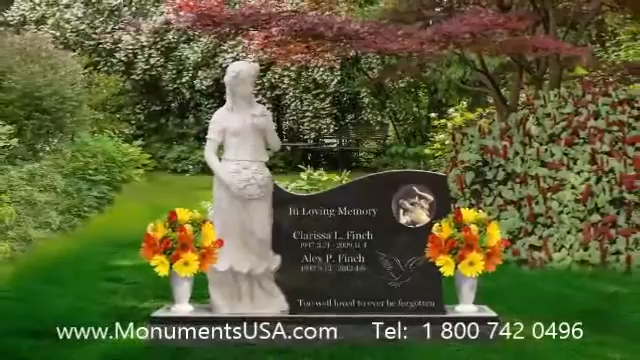 In Loving Memory
Clarissa L. Finch
Alex P. Finch
Too well loved to ever be forgotten
www.MonumentsUSA.com Tel: 1 800 742 0496